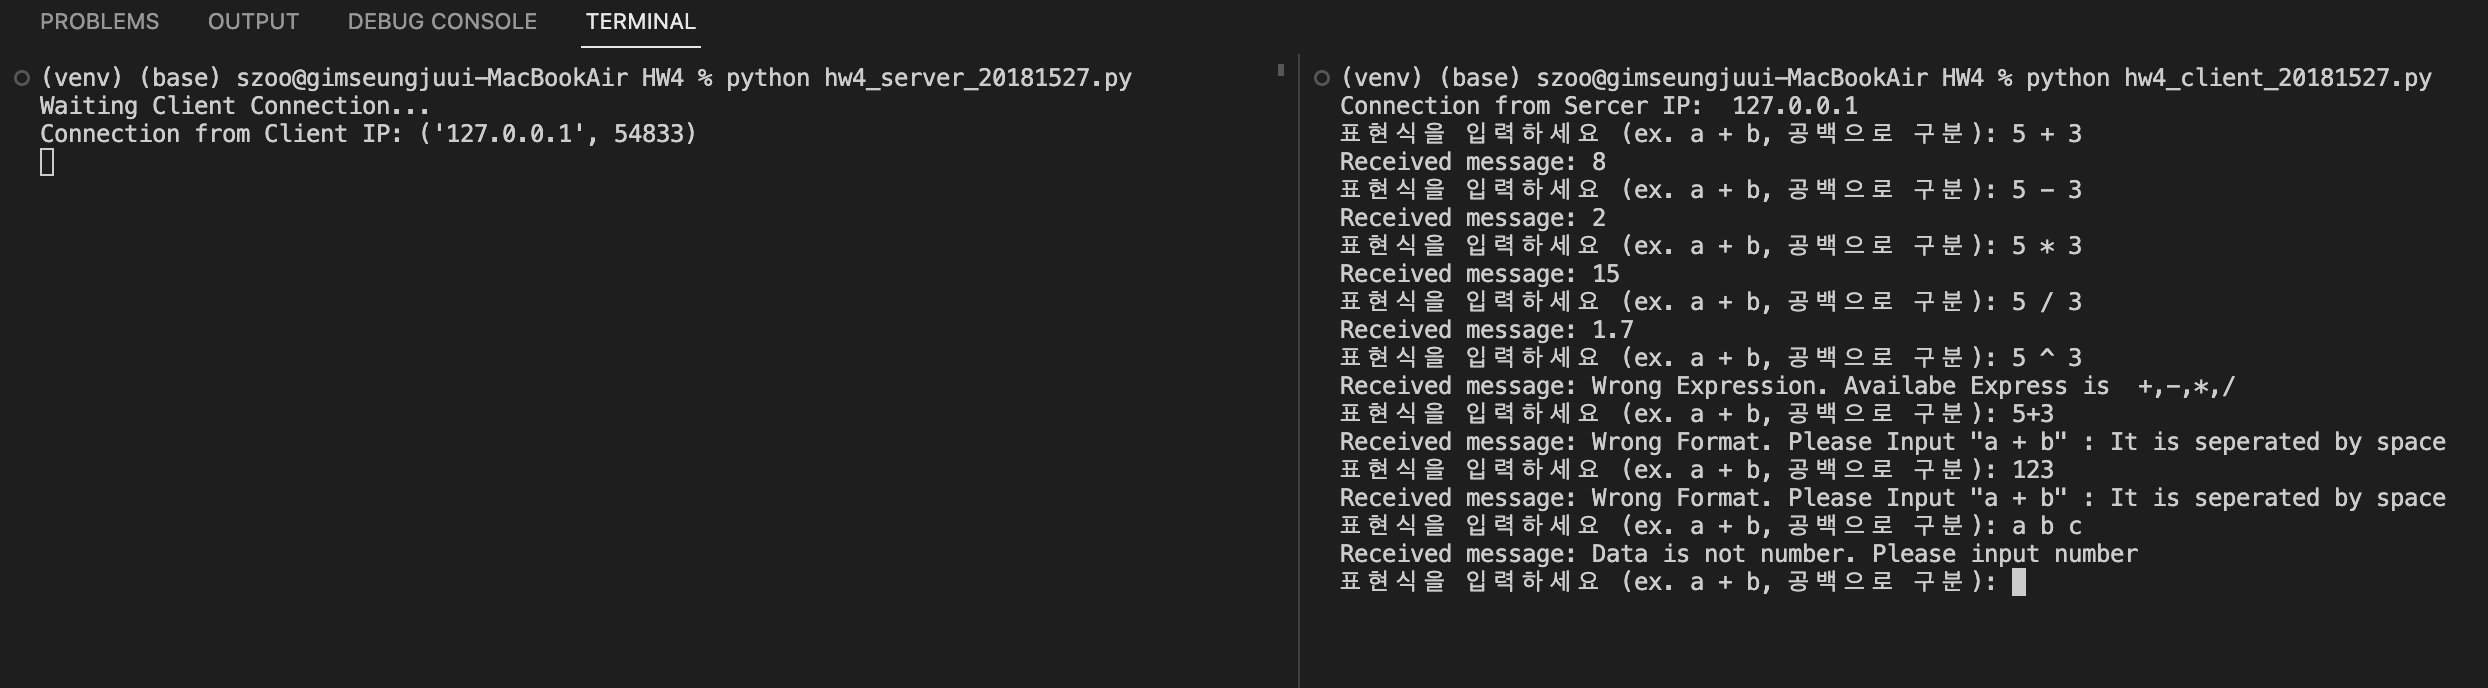 PROBLEMS OUTPUT DEBUG CONSOLE TERMINAL
(venv) (base) szoo@gimseungjuui-MacBookAir HW4 % python hw4_server_20181527.py
Waiting Client Connection...
Connection from Client IP: ('127.0.0.1', 54833)
(venv) (base) szoo@gimseungjuui-MacBookAir HW4 % python hw4_client_20181527.py
Connection from Sercer IP:  127.0.0.1
표현식을 입력하세요 (ex. a + b, 공백으로 구분): 5 + 3
Received message: 8
표현식을 입력하세요 (ex. a + b, 공백으로 구분): 5 - 3
Received message: 2
표현식을 입력하세요 (ex. a + b, 공백으로 구분): 5 * 3
Received message: 15
표현식을 입력하세요 (ex. a + b, 공백으로 구분): 5 / 3
Received message: 1.7
표현식을 입력하세요 (ex. a + b, 공백으로 구분): 5 ^ 3
Received message: Wrong Expression. Availabe Express is  +,-,*,/
표현식을 입력하세요 (ex. a + b, 공백으로 구분): 5+3
Received message: Wrong Format. Please Input "a + b" : It is seperated by space
표현식을 입력하세요 (ex. a + b, 공백으로 구분): 123
Received message: Wrong Format. Please Input "a + b" : It is seperated by space
표현식을 입력하세요 (ex. a + b, 공백으로 구분): a b c
Received message: Data is not number. Please input number
표현식을 입력하세요 (ex. a + b, 공백으로 구분):